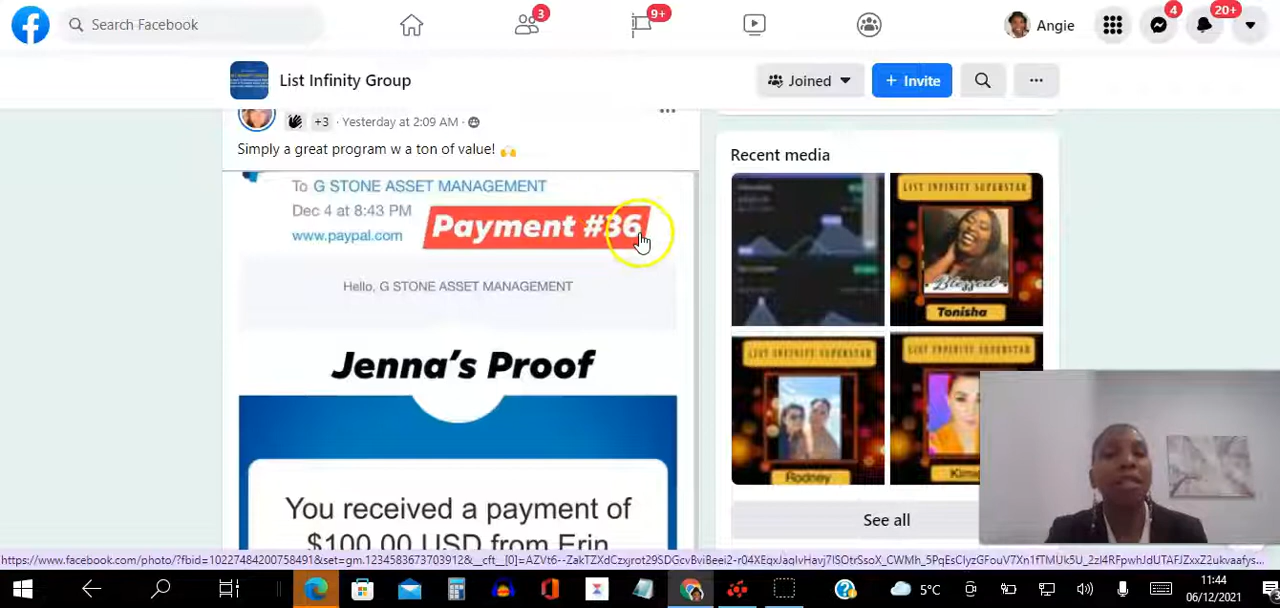 Search Facebook
3
9+
Angie
4
20+
List Infinity Group
Joined
+ Invite
+3 · Yesterday at 2:09 AM ·
Simply a great program w a ton of value!
To G STONE ASSET MANAGEMENT
Dec 4 at 8:43 PM
www.paypal.com
Payment #36
Hello, G STONE ASSET MANAGEMENT
Jenna's Proof
You received a payment of
$100.00 USD from Erin
Recent media
LIST INFINITY SUPERSTAR
Blessed
Tonisha
LIST INFINITY SUPERSTAR
Rodney
LIST INFINITY SUPERSTAR
See all
5°C
11:44
06/12/2021